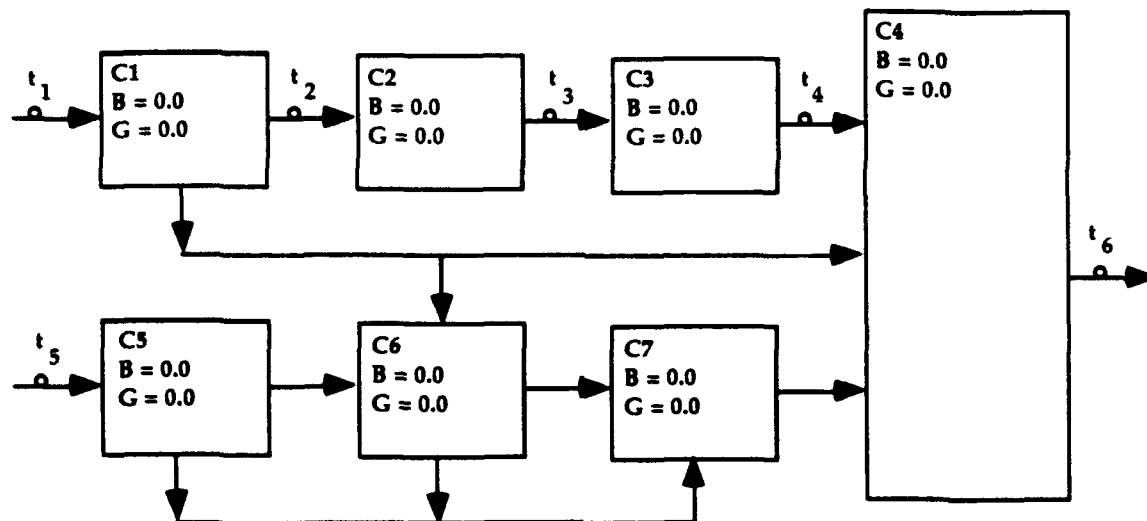 t1
C1
B = 0.0
G = 0.0
t2
C2
B = 0.0
G = 0.0
t3
C3
B = 0.0
G = 0.0
t4
C4
B = 0.0
G = 0.0
t6
t5
C5
B = 0.0
G = 0.0
C6
B = 0.0
G = 0.0
C7
B = 0.0
G = 0.0